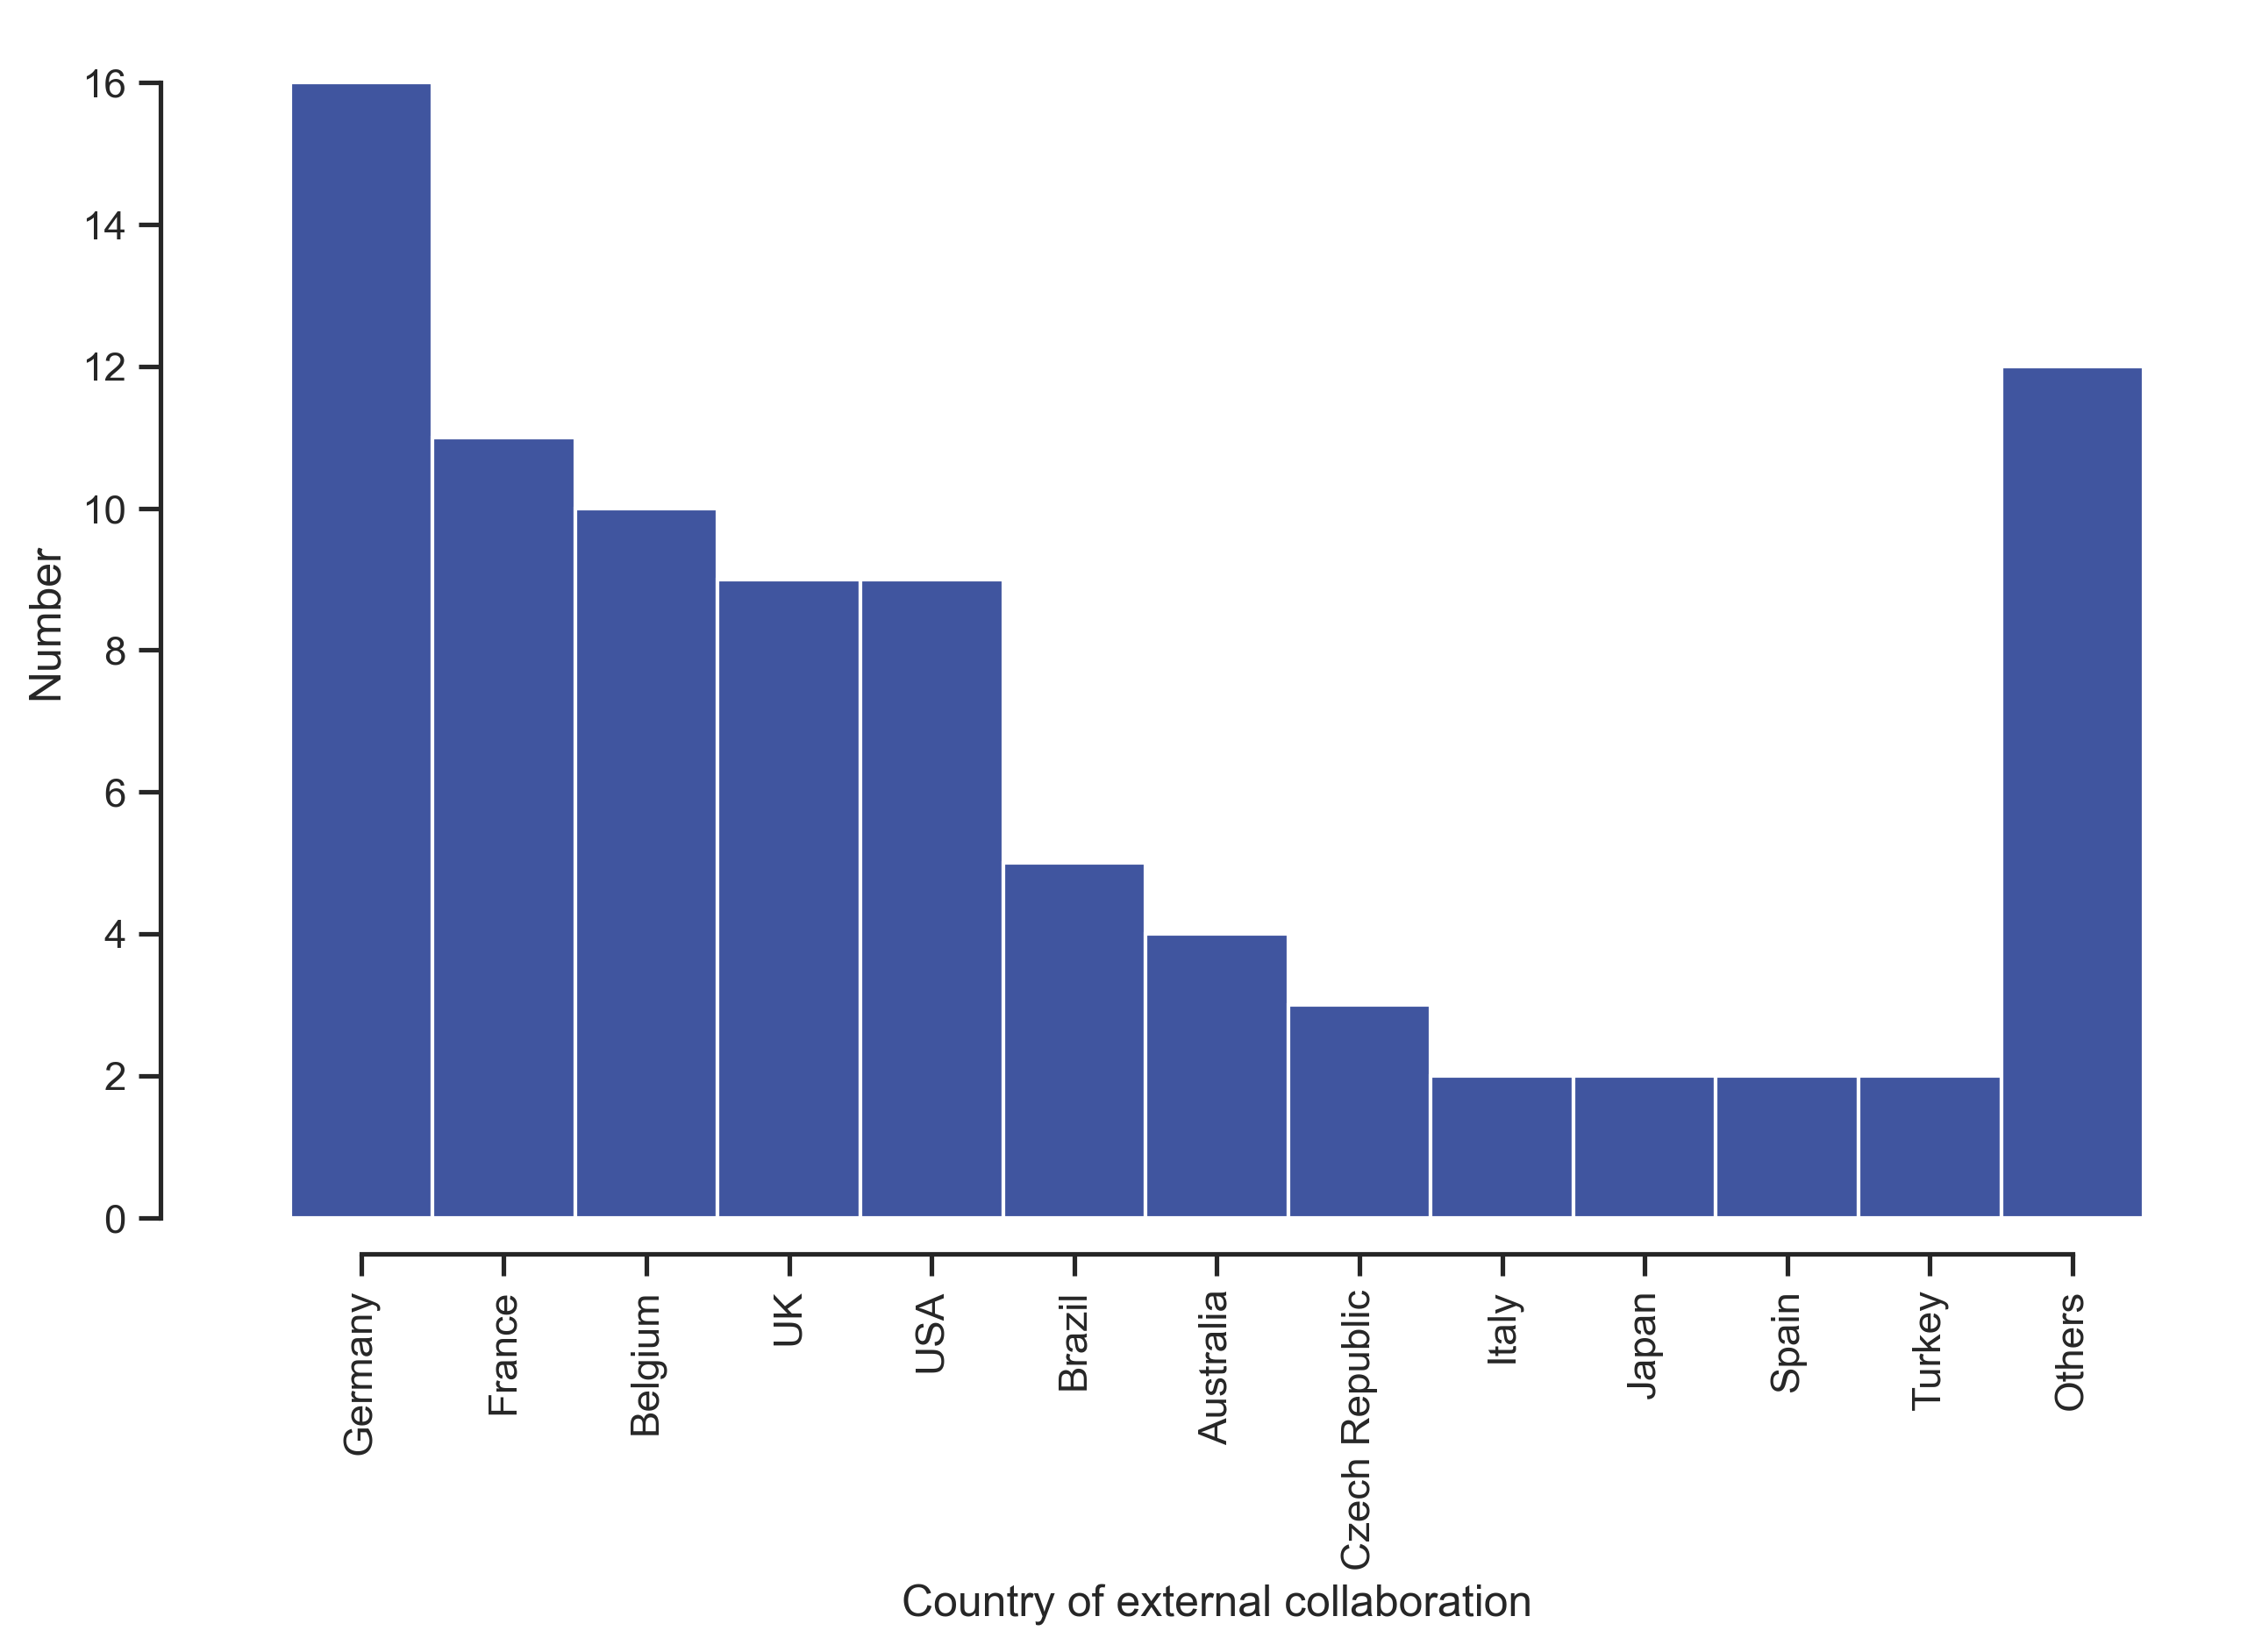 16
14
12
10
8
6
4
2
0
Number
Germany
France
Belgium
UK
USA
Brazil
Australia
Czech Republic
Italy
Japan
Spain
Turkey
Others
Country of external collaboration